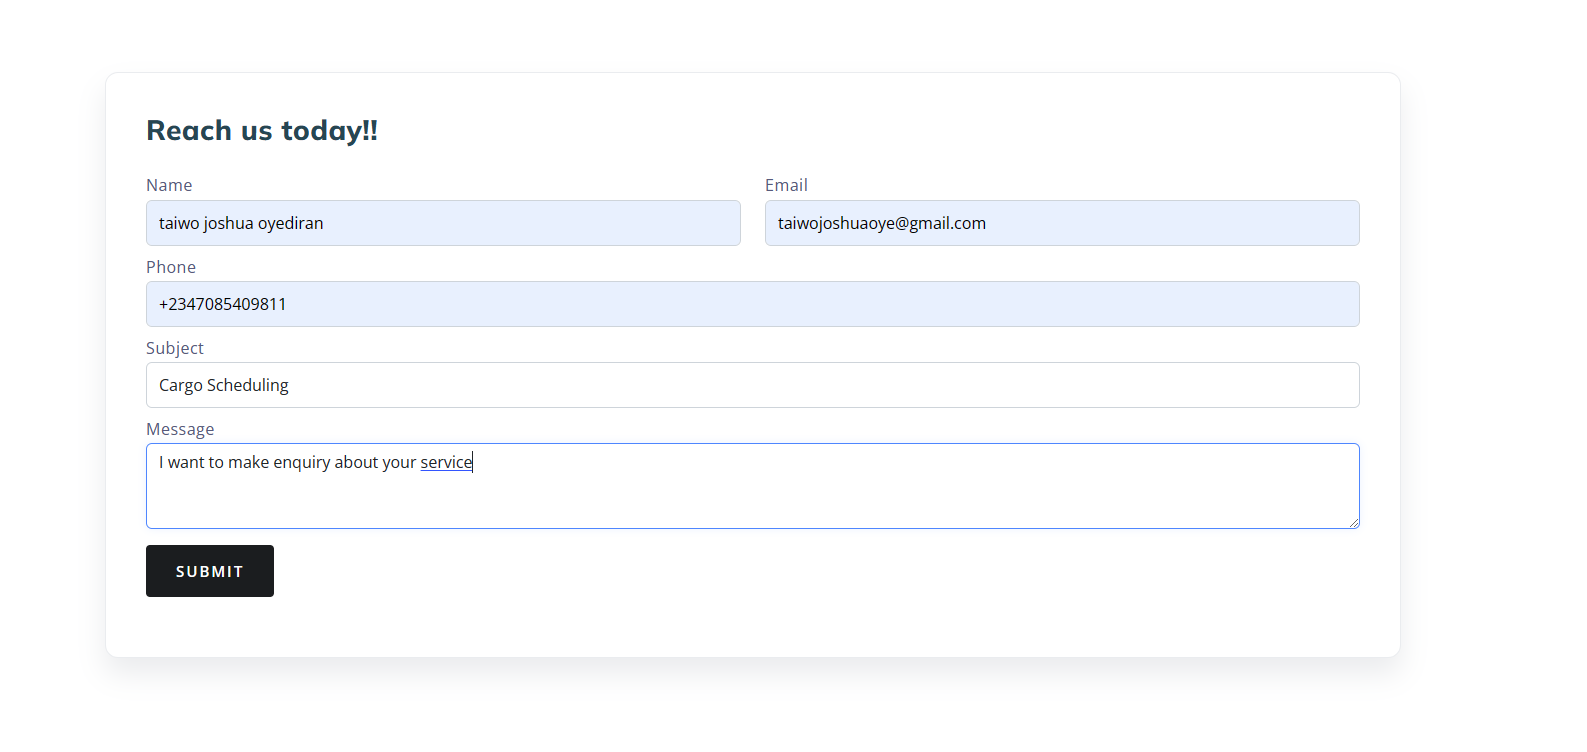 Reach us today!!
Name
Email
taiwo joshua oyediran
taiwojoshuaoye@gmail.com
Phone
+2347085409811
Subject
Cargo Scheduling
Message
I want to make enquiry about your service
SUBMIT